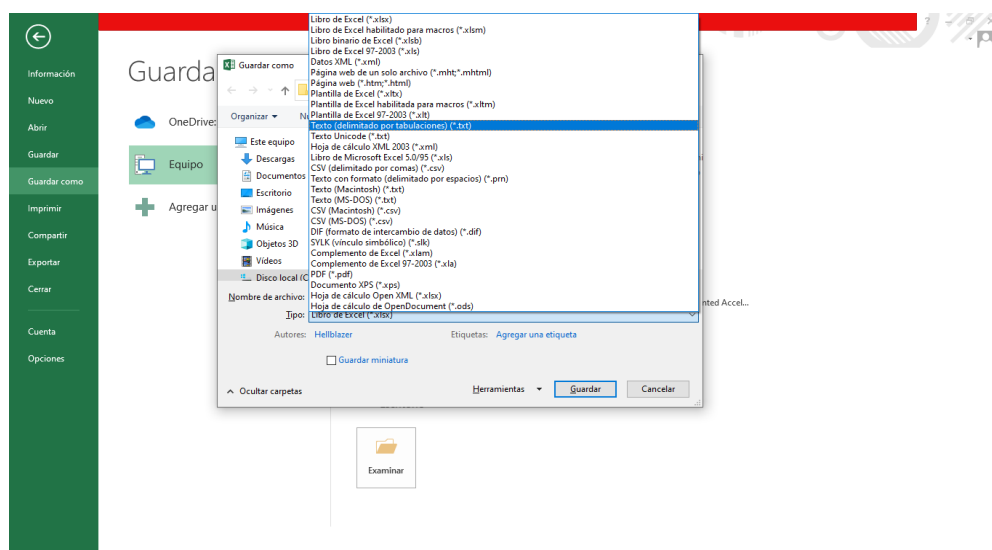 Información
Nuevo
Abrir
Guardar
Guardar como
Imprimir
Compartir
Exportar
Cerrar
Cuenta
Opciones
Guarda
OneDrive:
Equipo
Agregar u
?
Guardar como
Organizar
Este equipo
Descargas
Documentos
Escritorio
Imágenes
Música
Objetos 3D
Vídeos
Disco local (C
Libro de Excel (*.xlsx)
Libro de Excel habilitado para macros (*.xlsm)
Libro binario de Excel (*.xlsb)
Libro de Excel 97-2003 (*.xls)
Datos XML (*.xml)
Página web de un solo archivo (*.mht;*.mhtml)
Página web (*.htm;*.html)
Plantilla de Excel (*.xltx)
Plantilla de Excel habilitada para macros (*.xltm)
Plantilla de Excel 97-2003 (*.xlt)
Texto (delimitado por tabulaciones) (*.txt)
Texto Unicode (*.txt)
Hoja de cálculo XML 2003 (*.xml)
Libro de Microsoft Excel 5.0/95 (*.xls)
CSV (delimitado por comas) (*.csv)
Texto con formato (delimitado por espacios) (*.prn)
Texto (Macintosh) (*.txt)
Texto (MS-DOS) (*.txt)
CSV (Macintosh) (*.csv)
CSV (MS-DOS) (*.csv)
DIF (formato de intercambio de datos) (*.dif)
SYLK (vínculo simbólico) (*.slk)
Complemento de Excel (*.xlam)
Complemento de Excel 97-2003 (*.xla)
PDF (*.pdf)
Documento XPS (*.xps)
Hoja de cálculo Open XML (*.xlsx)
Hoja de cálculo de OpenDocument (*.ods)
Nombre de archivo:
Tipo: Libro de Excel (*.xlsx)
Autores: Hellblazer Etiquetas: Agregar una etiqueta
Guardar miniatura
Ocultar carpetas Herramientas Guardar Cancelar
nted Accel...
Examinar